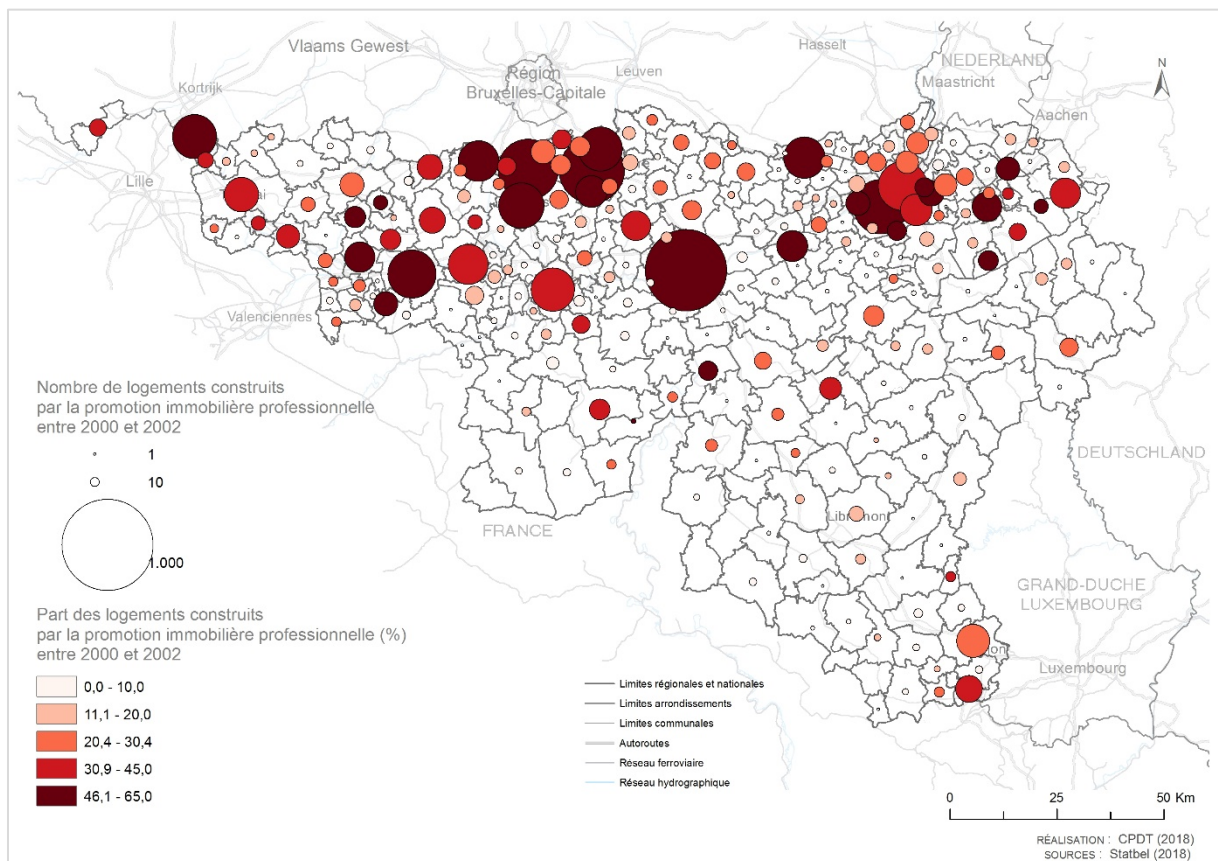 Vlaams Gewest
Hasselt
NEDERLAND
N
Kortrijk
Région
Bruxelles-Capitale
Leuven
Maastricht
Aachen
Lille
Valenciennes
Nombre de logements construits
par la promotion immobilière professionnelle
entre 2000 et 2002
1
10
1.000
DEUTSCHLAND
FRANCE
GRAND-DUCHE
LUXEMBOURG
Luxembourg
Part des logements construits
par la promotion immobilière professionnelle (%)
entre 2000 et 2002
0,0 - 10,0
11,1 - 20,0
20,4 - 30,4
30,9 - 45,0
46,1 - 65,0
Limites régionales et nationales
Limites arrondissements
Limites communales
Autoroutes
Réseau ferroviaire
Réseau hydrographique
0 25 50 Km
RÉALISATION : CPDT (2018)
SOURCES : Statbel (2018)